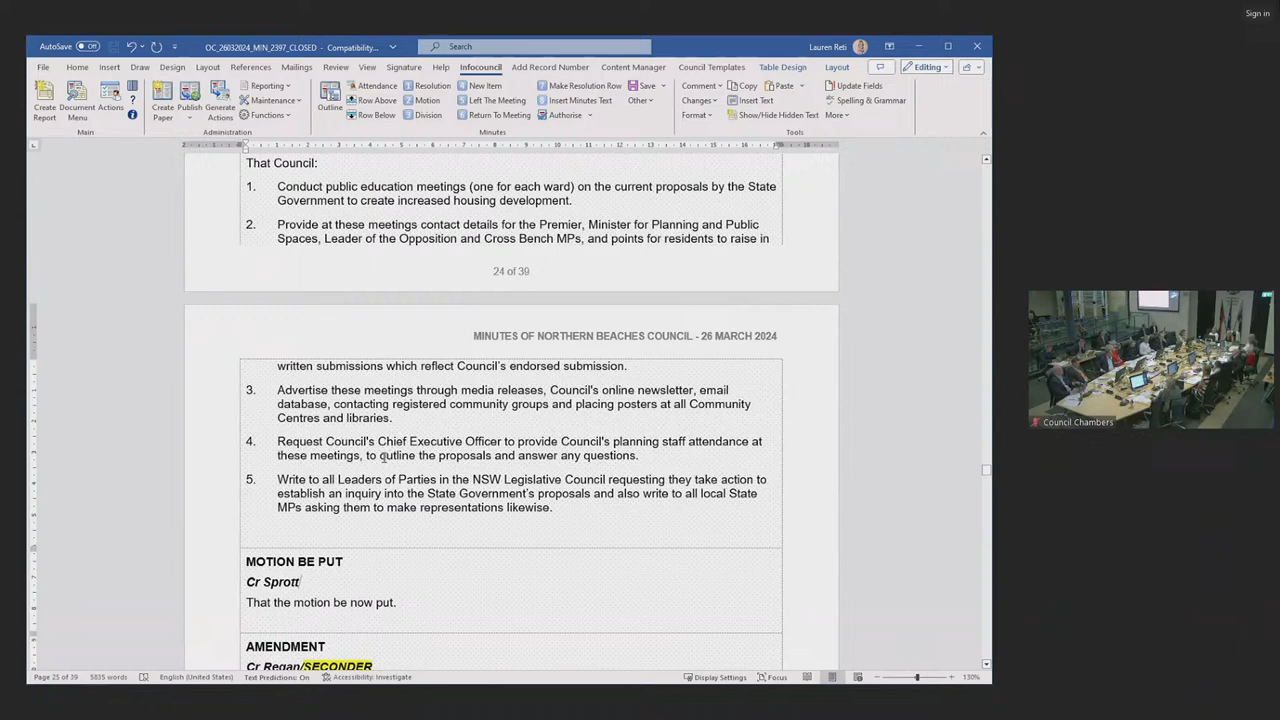 Sign in
AutoSave Off
OC_26032024_MIN_2397_CLOSED - Compatibility...
Search
Lauren Reti
File Home Insert Draw Design Layout References Mailings Review View Signature Help Infocouncil Add Record Number Content Manager Council Templates Table Design Layout Editing
Create Report
Document Menu
Actions
Main
Create Paper
Publish
Generate Actions
Reporting
Maintenance
Functions
Administration
Outline
Attendance
Row Above
Row Below
Resolution
Motion
Division
New Item
Left The Meeting
Return To Meeting
Make Resolution Row
Insert Minutes Text
Authorise
Save
Other
Minutes
Comment
Changes
Format
Copy
Paste
Insert Text
Show/Hide Hidden Text
Update Fields
Spelling & Grammar
More
Tools
That Council:
1. Conduct public education meetings (one for each ward) on the current proposals by the State
Government to create increased housing development.
2. Provide at these meetings contact details for the Premier, Minister for Planning and Public
Spaces, Leader of the Opposition and Cross Bench MPs, and points for residents to raise in
24 of 39
MINUTES OF NORTHERN BEACHES COUNCIL - 26 MARCH 2024
written submissions which reflect Council's endorsed submission.
3. Advertise these meetings through media releases, Council's online newsletter, email
database, contacting registered community groups and placing posters at all Community
Centres and libraries.
4. Request Council's Chief Executive Officer to provide Council's planning staff attendance at
these meetings, to outline the proposals and answer any questions.
5. Write to all Leaders of Parties in the NSW Legislative Council requesting they take action to
establish an inquiry into the State Government's proposals and also write to all local State
MPs asking them to make representations likewise.
MOTION BE PUT
Cr Sprott/
That the motion be now put.
AMENDMENT
Cr Regan/SECONDER
Council Chambers
Page 25 of 39 5835 words English (United States) Text Predictions: On Accessibility: Investigate Display Settings Focus 130%